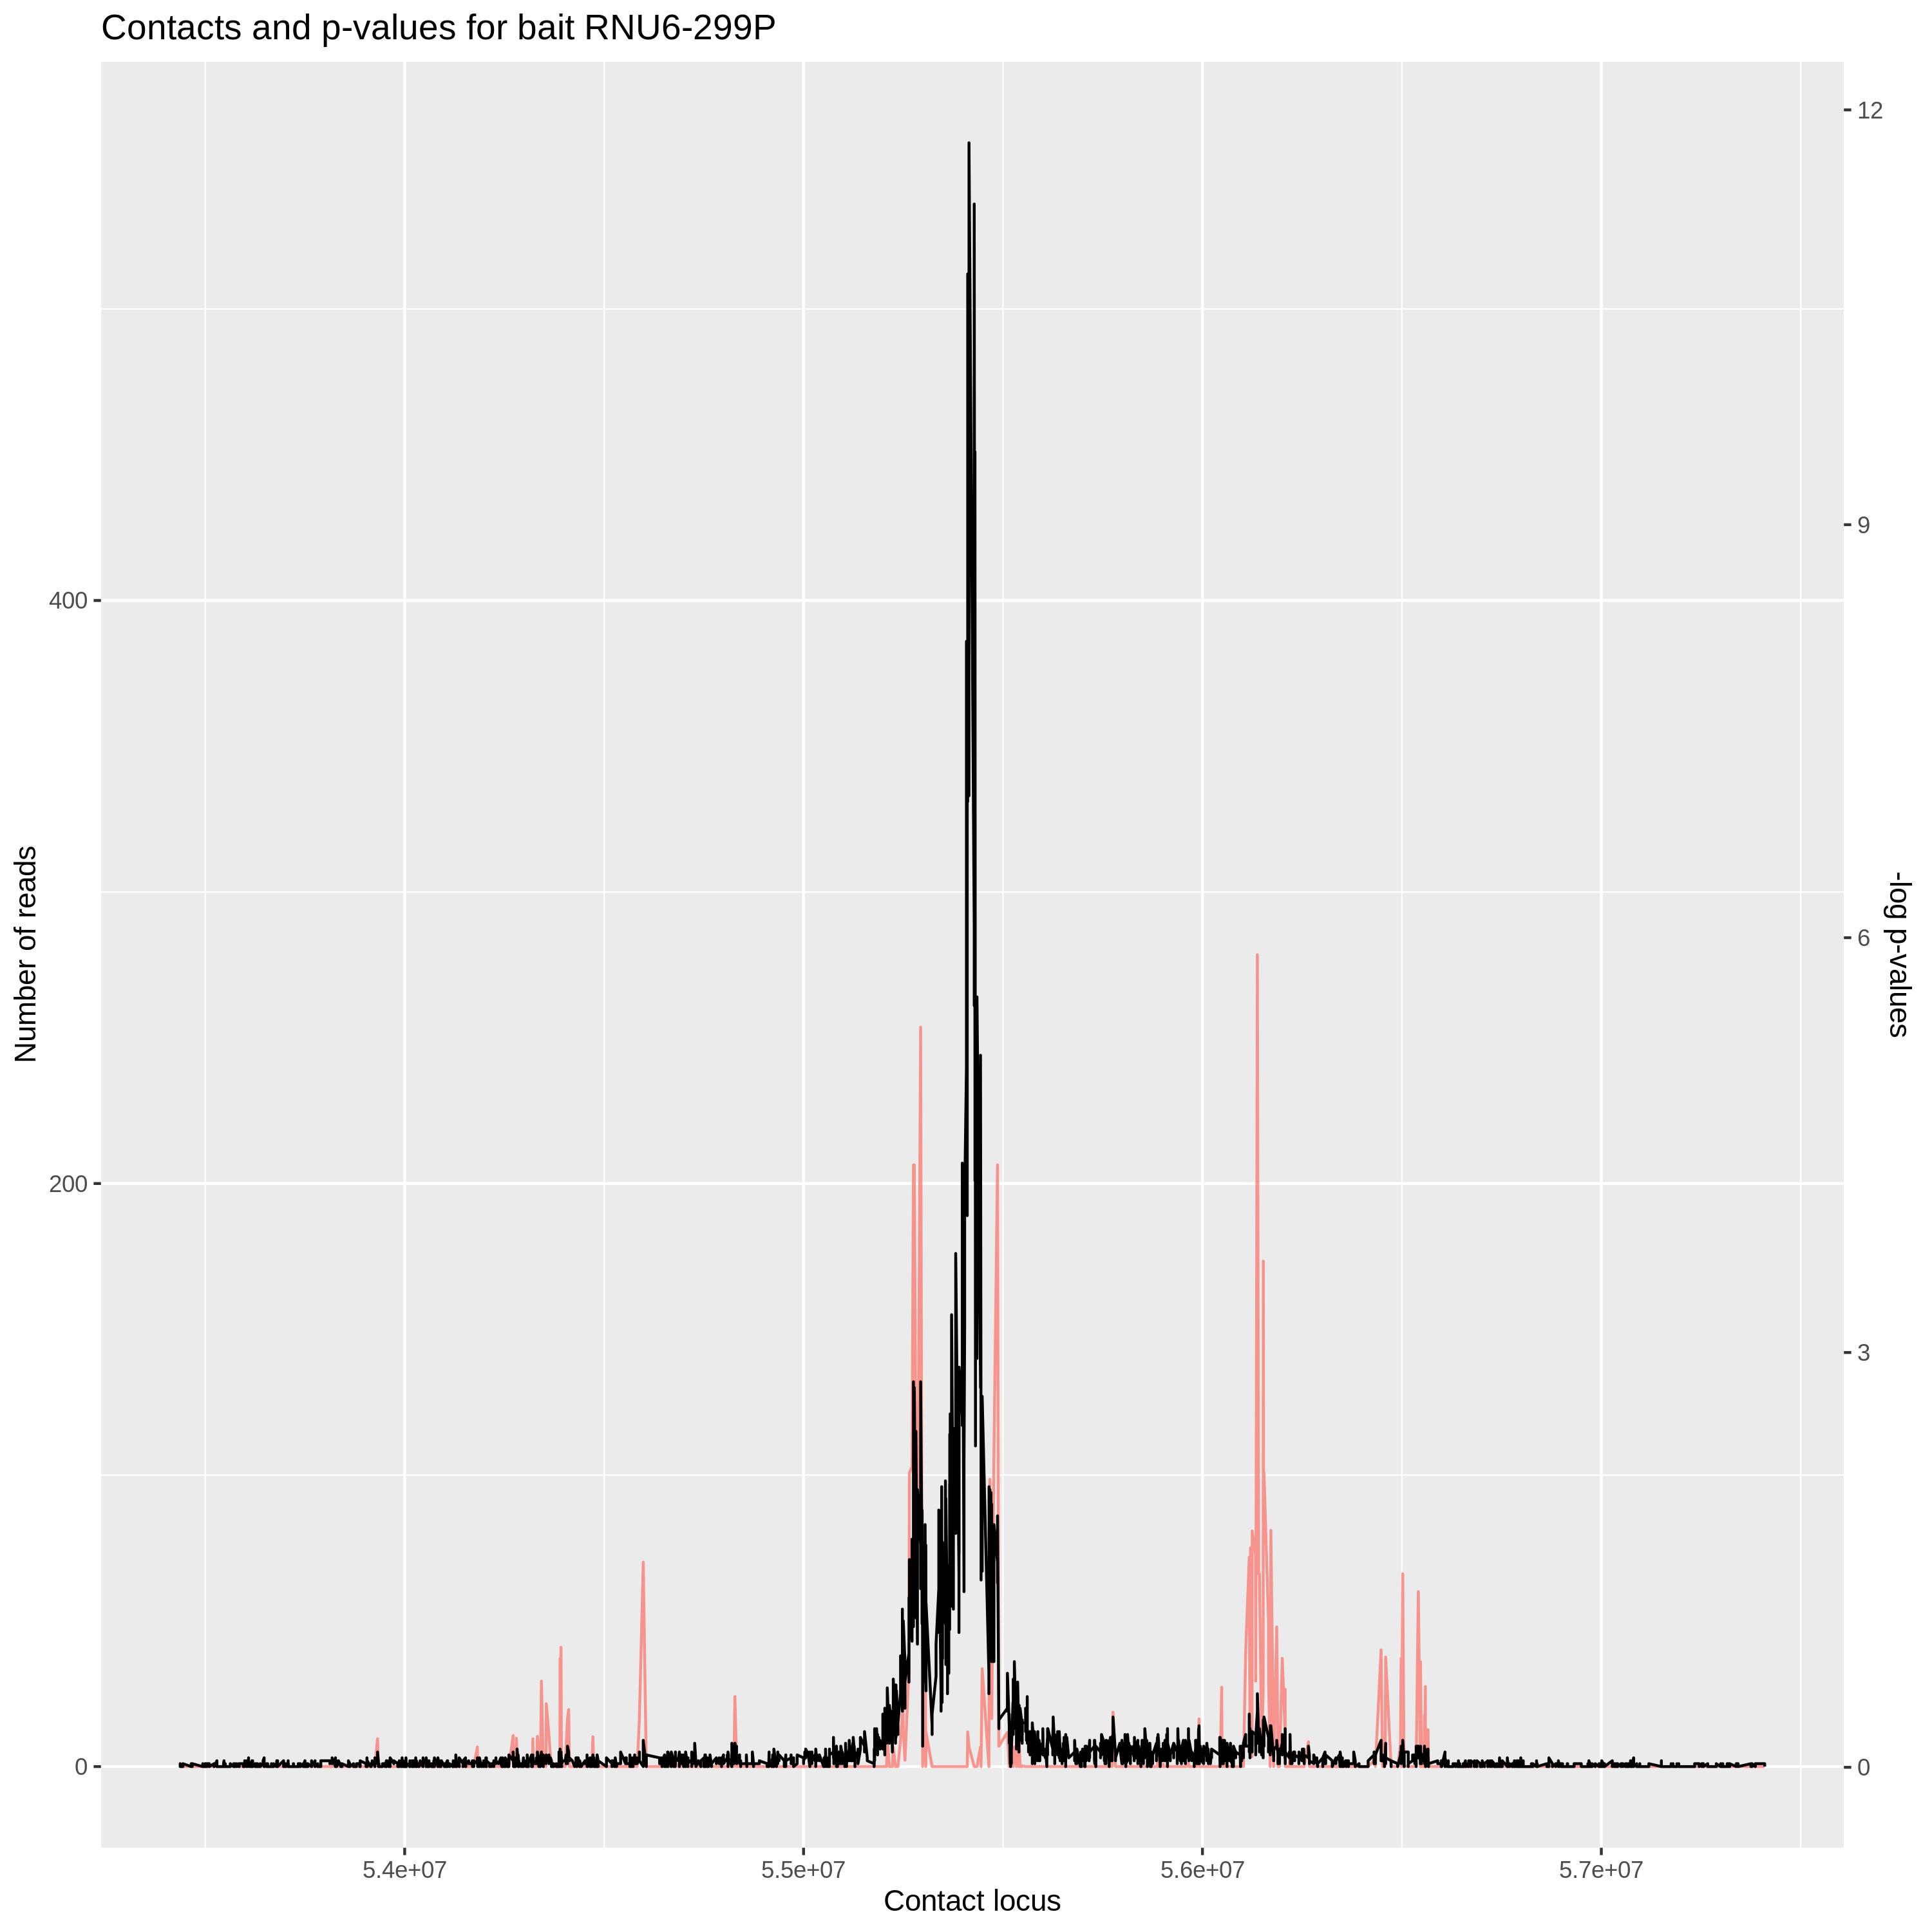 Contacts and p-values for bait RNU6-299P
12
9
400
6
Number of reads
-log p-values
200
3
0
0
5.4e+07
5.5e+07
5.6e+07
5.7e+07
Contact locus